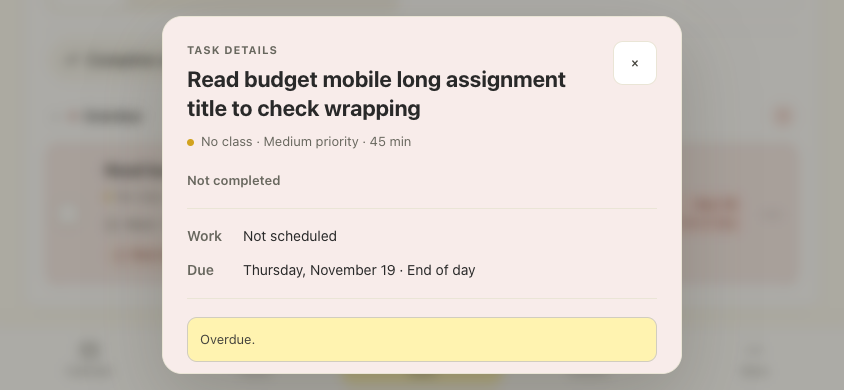 TASK DETAILS
×
Read budget mobile long assignment
title to check wrapping
No class · Medium priority · 45 min
Not completed
Work Not scheduled
Due Thursday, November 19 · End of day
Overdue.